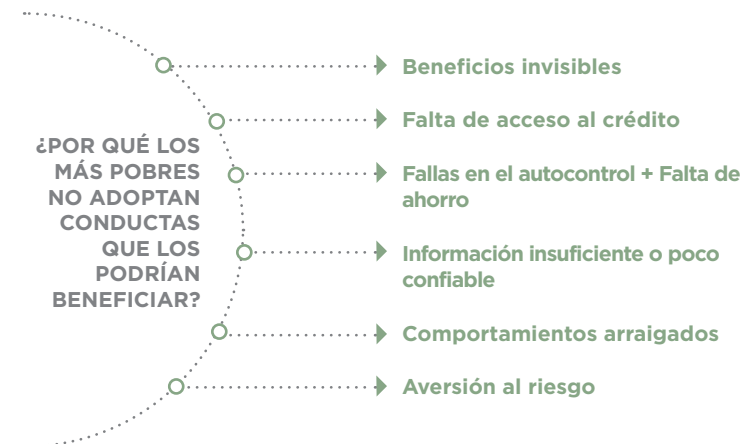 ¿POR QUÉ LOS
MÁS POBRES
NO ADOPTAN
CONDUCTAS
QUE LOS
PODRÍAN
BENEFICIAR?
Beneficios invisibles
Falta de acceso al crédito
Fallas en el autocontrol + Falta de
ahorro
Información insuficiente o poco
confiable
Comportamientos arraigados
Aversión al riesgo